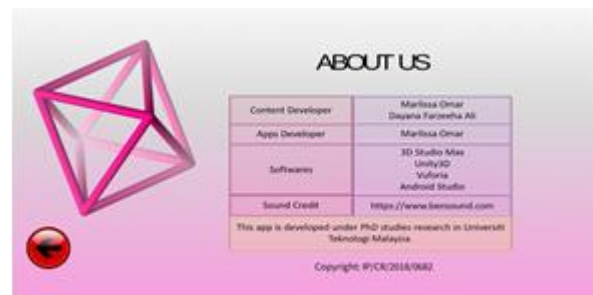 ABOUT US
Content Developer
Marlissa Omar
Dayana Farzeeha Ali
Apps Developer
Marlissa Omar
Softwares
3D Studio Max
Unity3D
Vuforia
Android Studio
Sound Credit
https://www.bensound.com
This app is developed under PhD studies research in Universiti
Teknologi Malaysia
Copyright: IP/CR/2018/0682